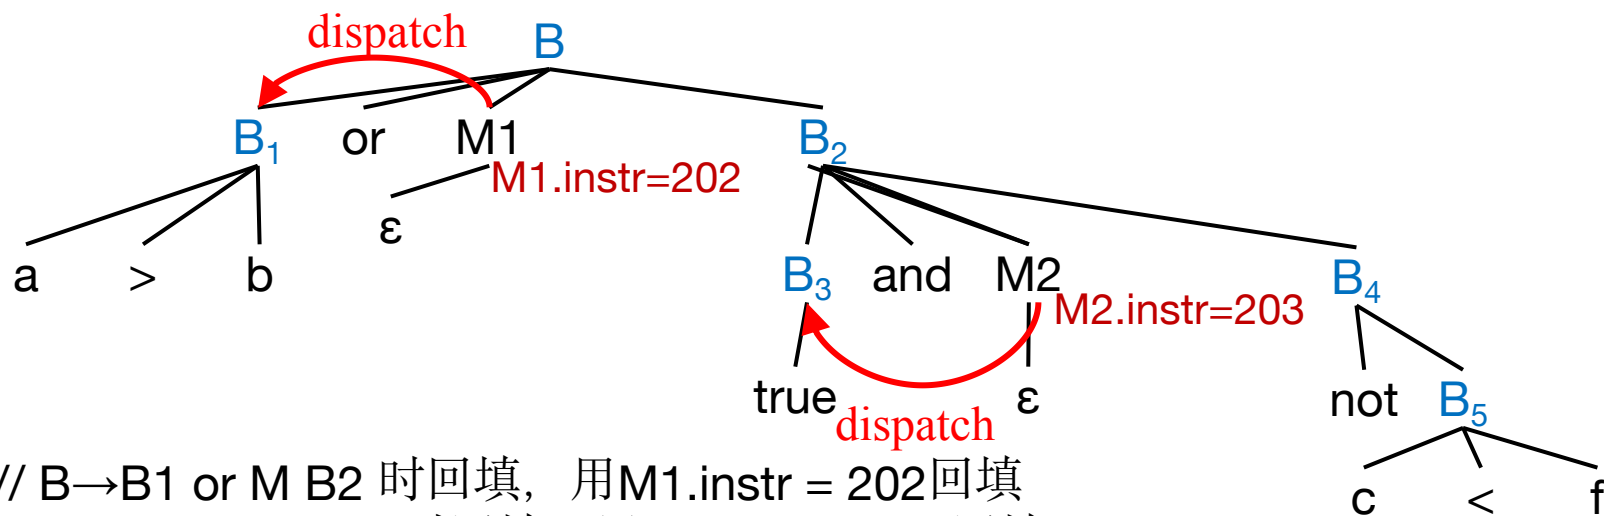 dispatch
B
B₁ or M1 B₂
M1.instr=202
ε
a > b
B₃ and M2 B₄
M2.instr=203
true ε not B₅
dispatch
// B→B1 or M B2 时回填，用M1.instr = 202回填
c < f